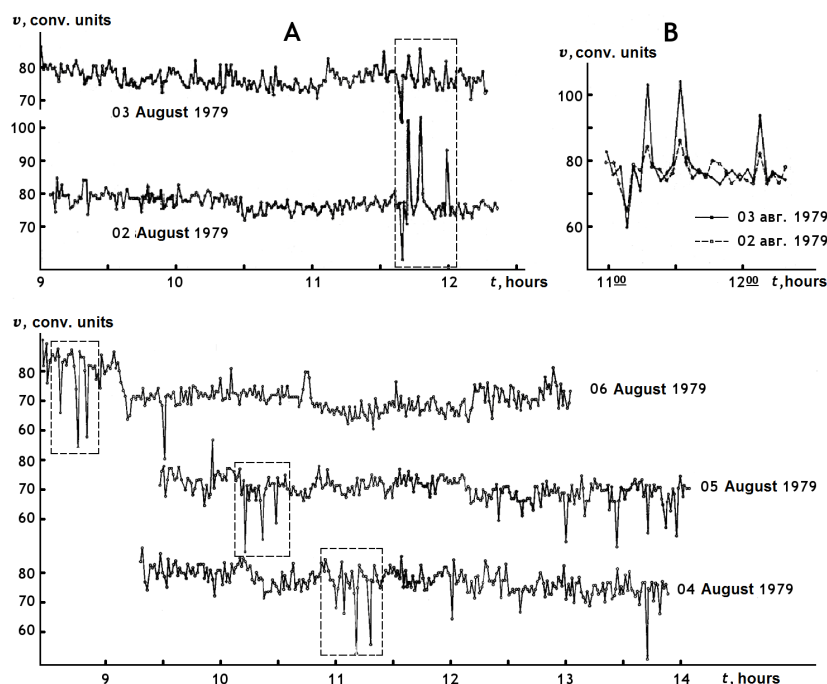 v, conv. units
A
80
70
03 August 1979
100
90
80
70
02 August 1979
9 10 11 12 t, hours
B
v, conv. units
100
80
60
03 авг. 1979
02 авг. 1979
11 00 12 00 t, hours
v, conv. units
80
70
60
06 August 1979
80
70
60
05 August 1979
80
70
60
04 August 1979
9 10 11 12 13 14 t, hours